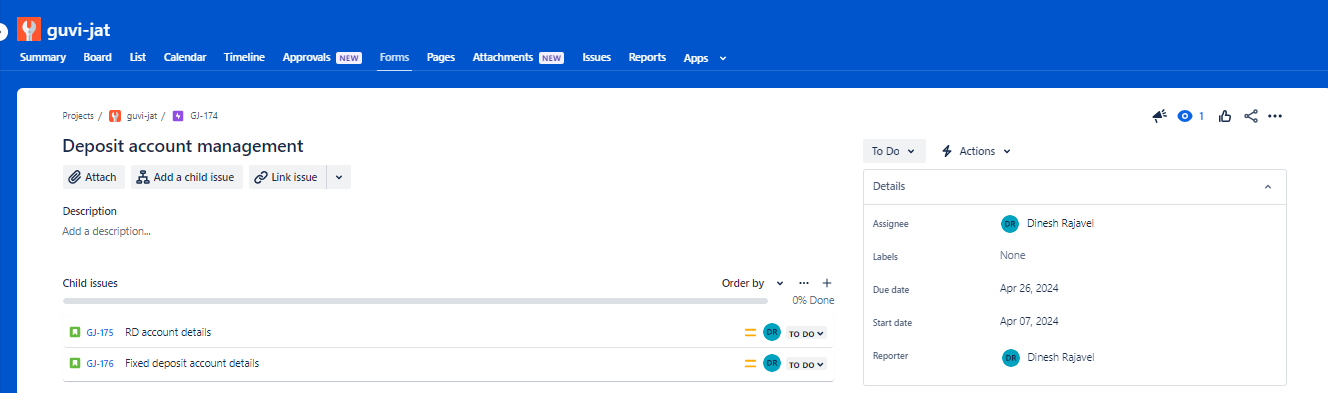 guvi-jat
Summary Board List Calendar Timeline Approvals NEW Forms Pages Attachments NEW Issues Reports Apps
Projects / guvi-jat / GJ-174
1
Deposit account management
To Do Actions
Attach Add a child issue Link issue
Details
Description
Add a description...
Assignee DR Dinesh Rajavel
Labels None
Due date Apr 26, 2024
Start date Apr 07, 2024
Reporter DR Dinesh Rajavel
Child issues Order by
0% Done
GJ-175 RD account details DR TO DO
GJ-176 Fixed deposit account details DR TO DO